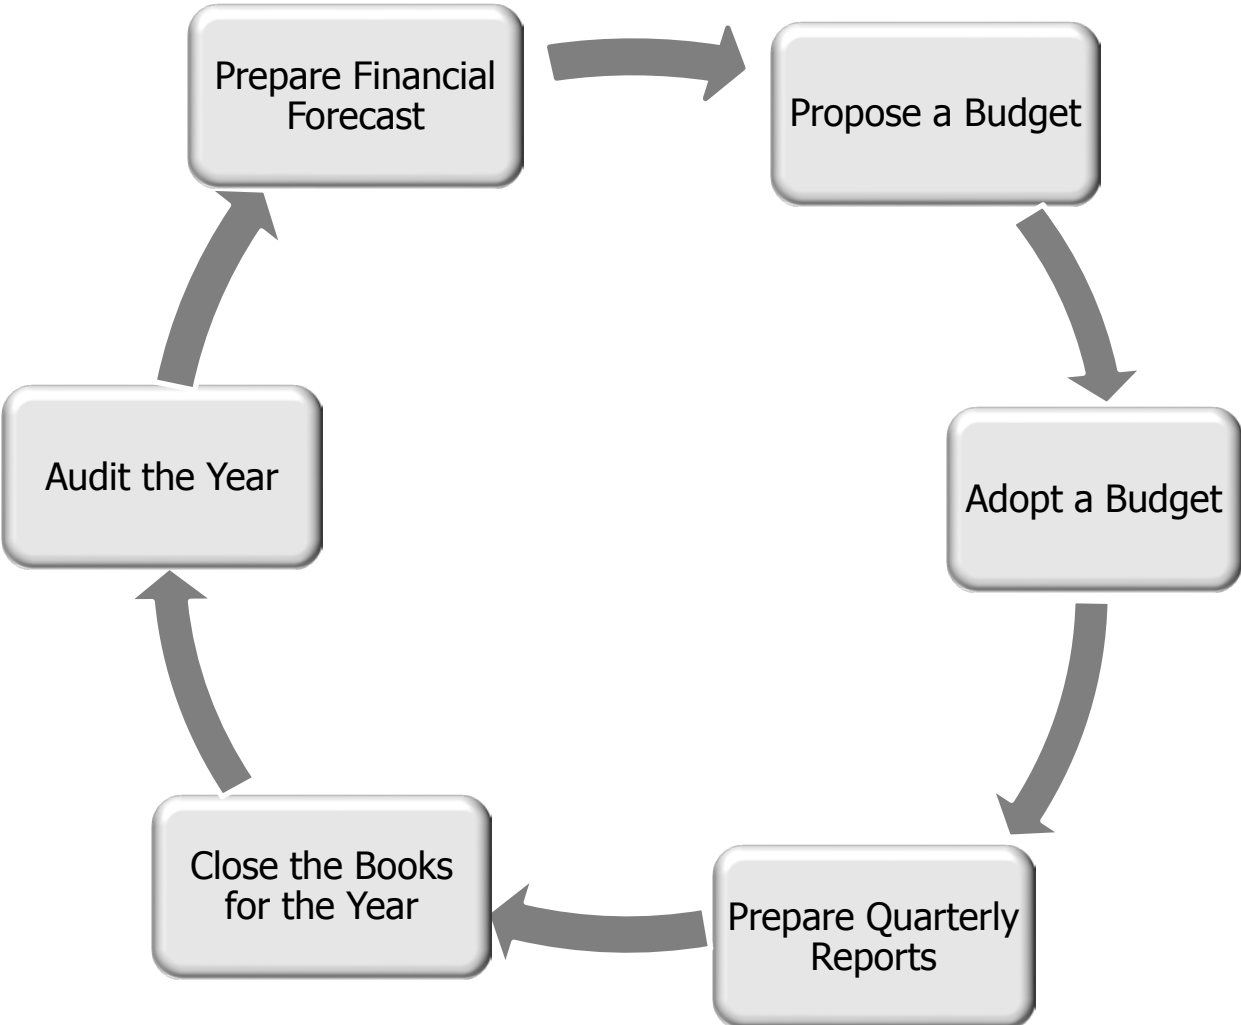 Prepare Financial
Forecast
Propose a Budget
Adopt a Budget
Prepare Quarterly
Reports
Close the Books
for the Year
Audit the Year